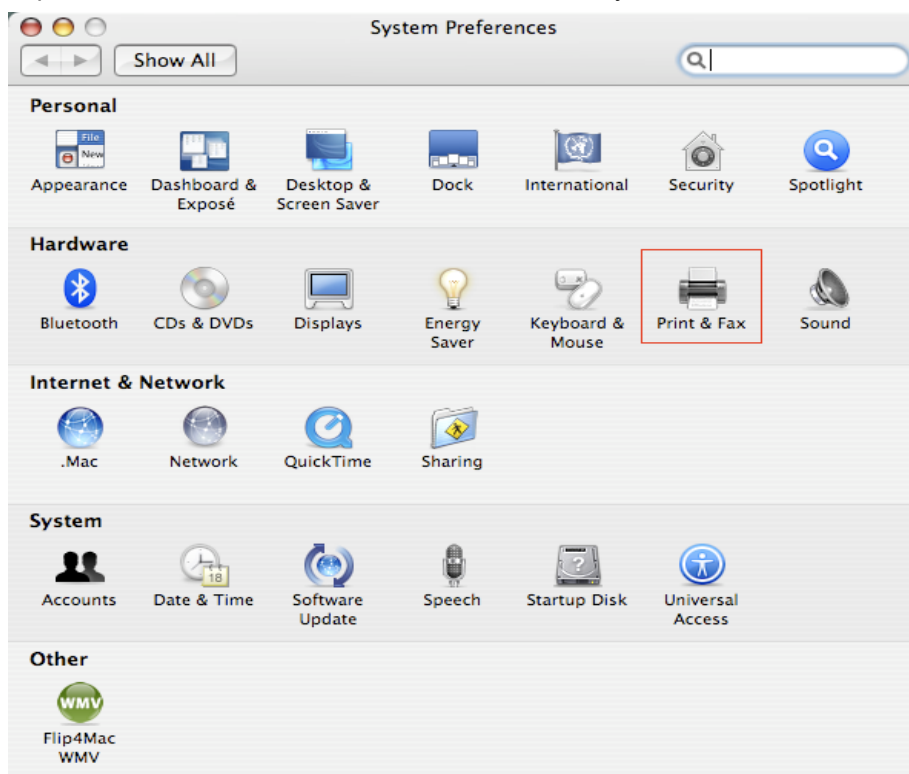 System Preferences
Show All
Personal
File
New
Appearance
Dashboard &
Exposé
Desktop &
Screen Saver
Dock
International
Security
Spotlight
Hardware
Bluetooth
CDs & DVDs
Displays
Energy
Saver
Keyboard &
Mouse
Print & Fax
Sound
Internet & Network
.Mac
Network
QuickTime
Sharing
System
18
?
Accounts
Date & Time
Software
Update
Speech
Startup Disk
Universal
Access
Other
WMV
Flip4Mac
WMV